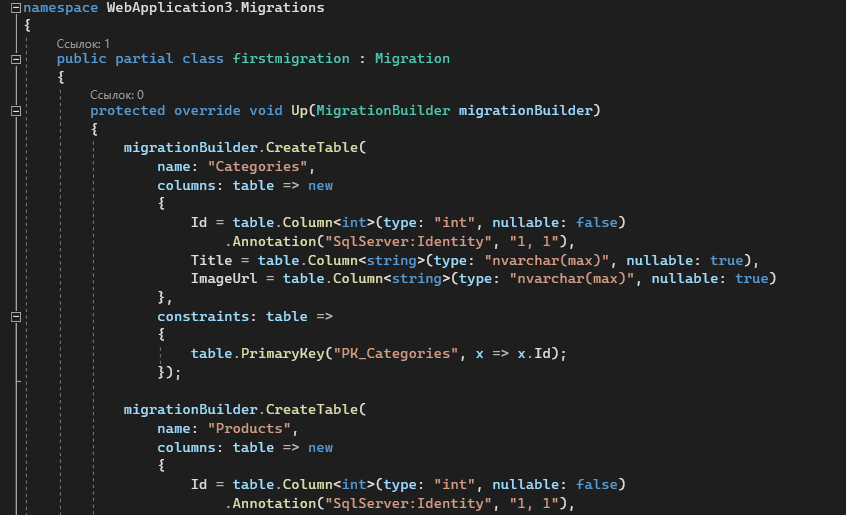 namespace WebApplication3.Migrations
{
Ссылок: 1
public partial class firstmigration : Migration
{
Ссылок: 0
protected override void Up(MigrationBuilder migrationBuilder)
{
migrationBuilder.CreateTable(
name: "Categories",
columns: table => new
{
Id = table.Column<int>(type: "int", nullable: false)
.Annotation("SqlServer:Identity", "1, 1"),
Title = table.Column<string>(type: "nvarchar(max)", nullable: true),
ImageUrl = table.Column<string>(type: "nvarchar(max)", nullable: true)
},
constraints: table =>
{
table.PrimaryKey("PK_Categories", x => x.Id);
});
migrationBuilder.CreateTable(
name: "Products",
columns: table => new
{
Id = table.Column<int>(type: "int", nullable: false)
.Annotation("SqlServer:Identity", "1, 1"),